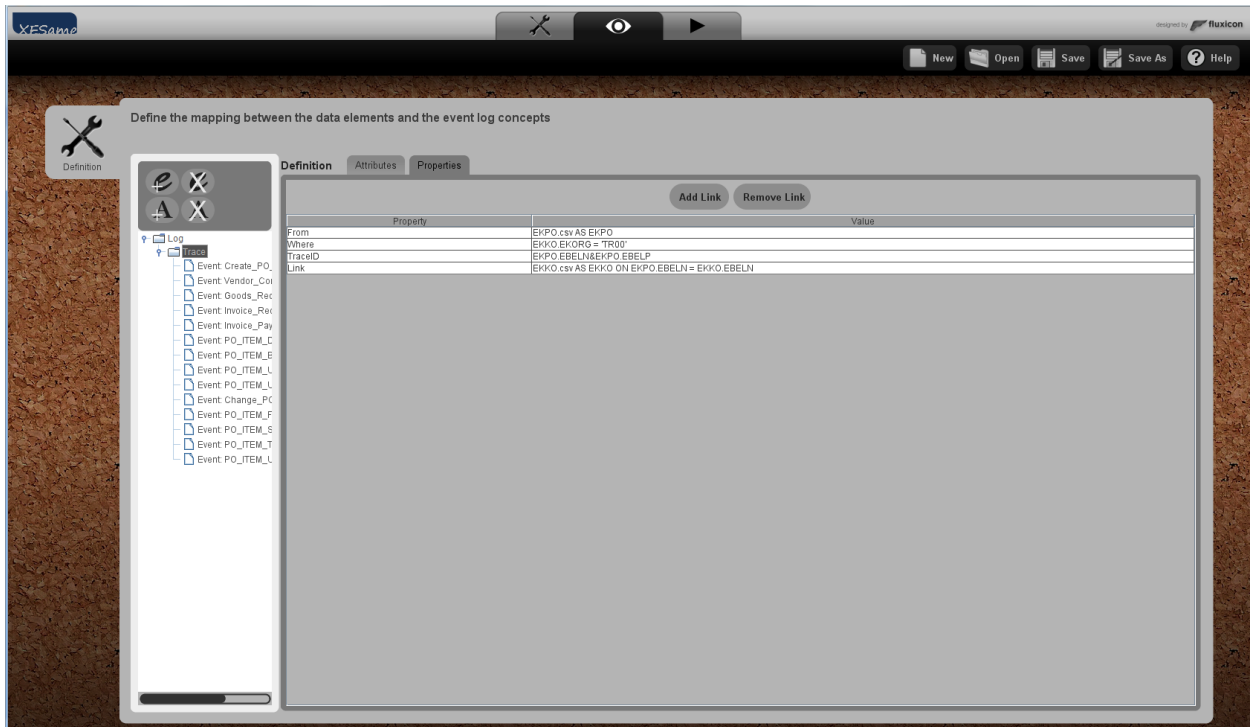 XESame
designed by fluxicon
New Open Save Save As Help
Define the mapping between the data elements and the event log concepts
Definition
Definition Attributes Properties
Add Link Remove Link
Property Value
From EKPO.csv AS EKPO
Where EKKO.EKORG = 'TR00'
TraceID EKPO.EBELN&EKPO.EBELP
Link EKKO.csv AS EKKO ON EKPO.EBELN = EKKO.EBELN
Log
Trace
Event: Create_PO_
Event: Vendor_Co
Event: Goods_Rec
Event: Invoice_Rec
Event: Invoice_Pay
Event: PO_ITEM_D
Event: PO_ITEM_E
Event: PO_ITEM_U
Event: PO_ITEM_U
Event: Change_PO
Event: PO_ITEM_F
Event: PO_ITEM_S
Event: PO_ITEM_T
Event: PO_ITEM_U